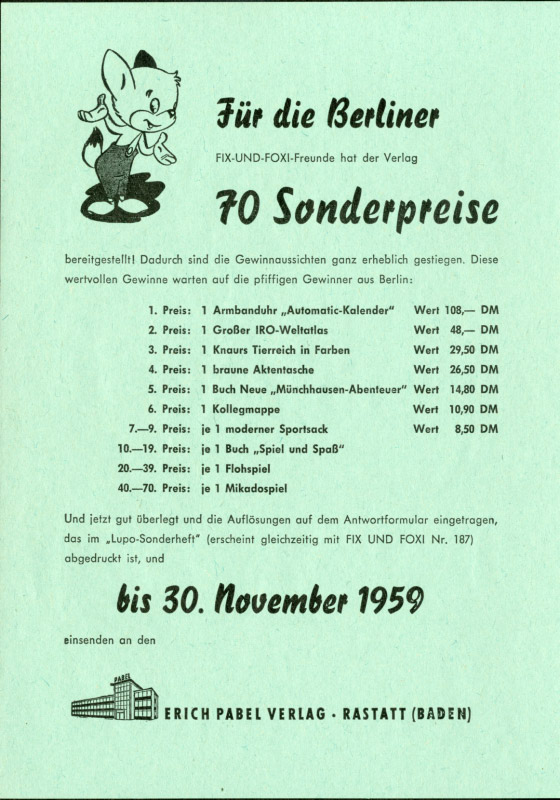 Für die Berliner
FIX-UND-FOXI-Freunde hat der Verlag
70 Sonderpreise
bereitgestellt! Dadurch sind die Gewinnaussichten ganz erheblich gestiegen. Diese
wertvollen Gewinne warten auf die pfiffigen Gewinner aus Berlin:
1. Preis: 1 Armbanduhr „Automatic-Kalender“ Wert 108,— DM
2. Preis: 1 Großer IRO-Weltatlas Wert 48,— DM
3. Preis: 1 Knaurs Tierreich in Farben Wert 29,50 DM
4. Preis: 1 braune Aktentasche Wert 26,50 DM
5. Preis: 1 Buch Neue „Münchhausen-Abenteuer“ Wert 14,80 DM
6. Preis: 1 Kollegmappe Wert 10,90 DM
7.—9. Preis: je 1 moderner Sportsack Wert 8,50 DM
10.—19. Preis: je 1 Buch „Spiel und Spaß“
20.—39. Preis: je 1 Flohspiel
40.—70. Preis: je 1 Mikadospiel
Und jetzt gut überlegt und die Auflösungen auf dem Antwortformular eingetragen,
das im „Lupo-Sonderheft“ (erscheint gleichzeitig mit FIX UND FOXI Nr. 187)
abgedruckt ist, und
bis 30. November 1959
einsenden an den
PABEL
ERICH PABEL VERLAG · RASTATT (BADEN)